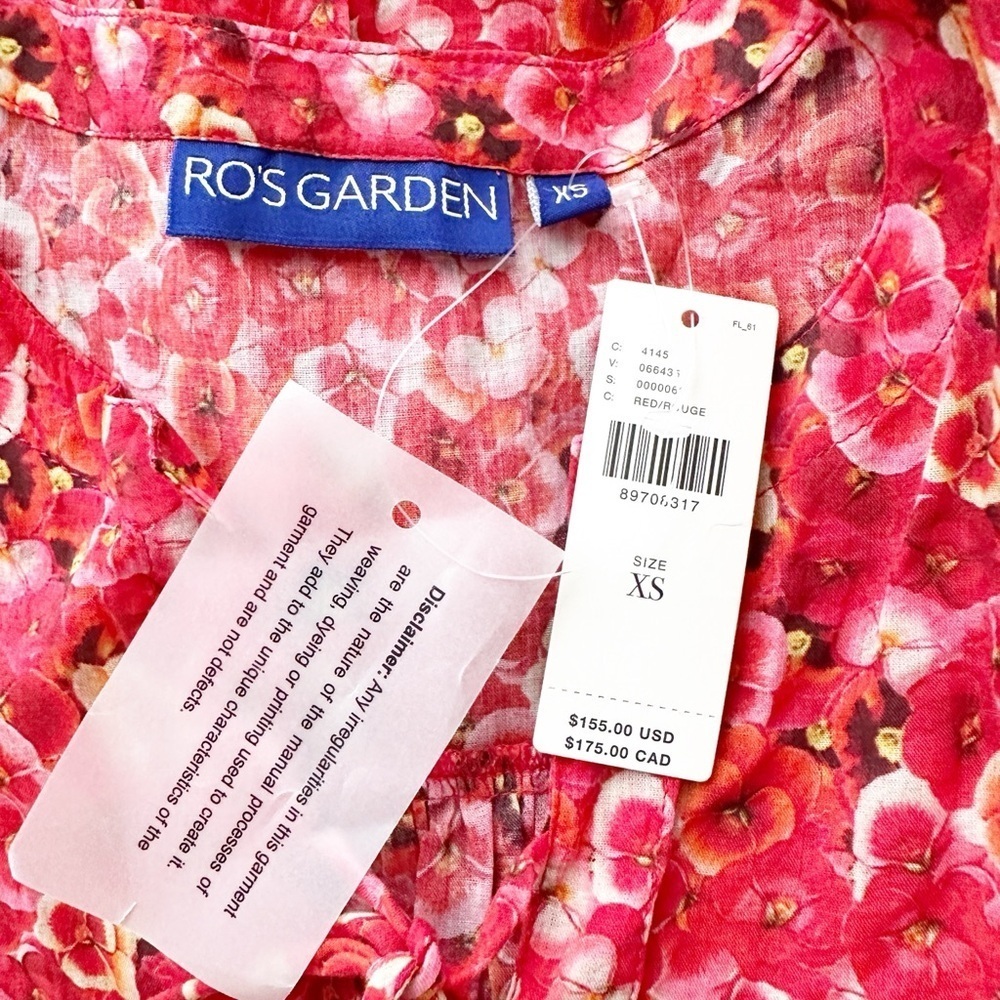 RO'S GARDEN
XS
FL_61
C: 4145
V:
S:
C:
89708317
SIZE
XS
$155.00 USD
$175.00 CAD
Disclaimer: Any irregularities in this garment
are the nature of the manual processes of
weaving, dyeing or printing used to create it.
They add to the unique characteristics of the
garment and are not defects.